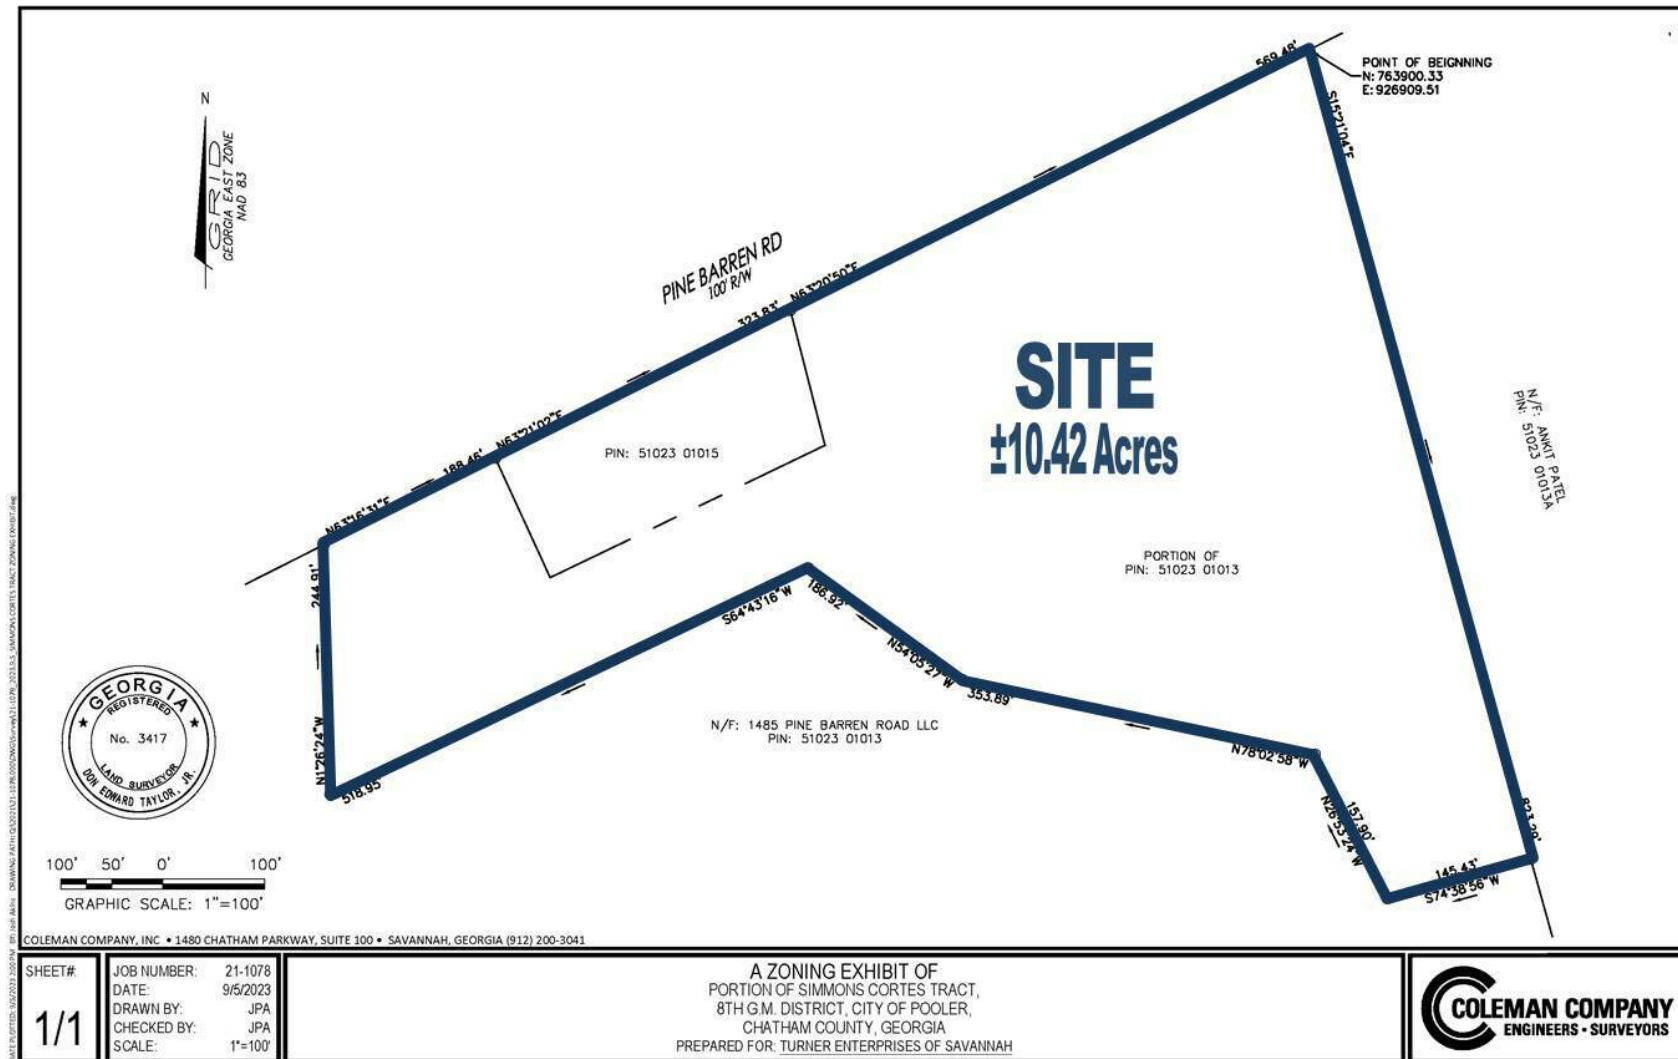 569.48'
POINT OF BEIGNNING
N: 763900.33
E: 926909.51
S15°21'04"E
N
GRID
GEORGIA EAST ZONE
NAD 83
PINE BARREN RD
100' R/W
N63°20'50"E
323.83'
SITE
±10.42 Acres
N63°21'02"E
188.46'
N63°16'31"E
PIN: 51023 01015
N/F: ANKIT PATEL
PIN: 51023 01013A
PORTION OF
PIN: 51023 01013
244.91'
N1°26'24"W
S64°43'16"W
518.95'
186.92'
N54°05'27"W
353.89'
N78°02'58"W
N/F: 1485 PINE BARREN ROAD LLC
PIN: 51023 01013
157.90'
N26°53'24"W
823.29'
145.43'
S74°38'56"W
GEORGIA
REGISTERED
No. 3417
LAND SURVEYOR
DON EDWARD TAYLOR, JR.
100' 50' 0' 100'
GRAPHIC SCALE: 1"=100'
COLEMAN COMPANY, INC • 1480 CHATHAM PARKWAY, SUITE 100 • SAVANNAH, GEORGIA (912) 200-3041
SHEET#:
1/1
JOB NUMBER: 21-1078
DATE: 9/5/2023
DRAWN BY: JPA
CHECKED BY: JPA
SCALE: 1"=100'
A ZONING EXHIBIT OF
PORTION OF SIMMONS CORTES TRACT,
8TH G.M. DISTRICT, CITY OF POOLER,
CHATHAM COUNTY, GEORGIA
PREPARED FOR: TURNER ENTERPRISES OF SAVANNAH
COLEMAN COMPANY
ENGINEERS • SURVEYORS